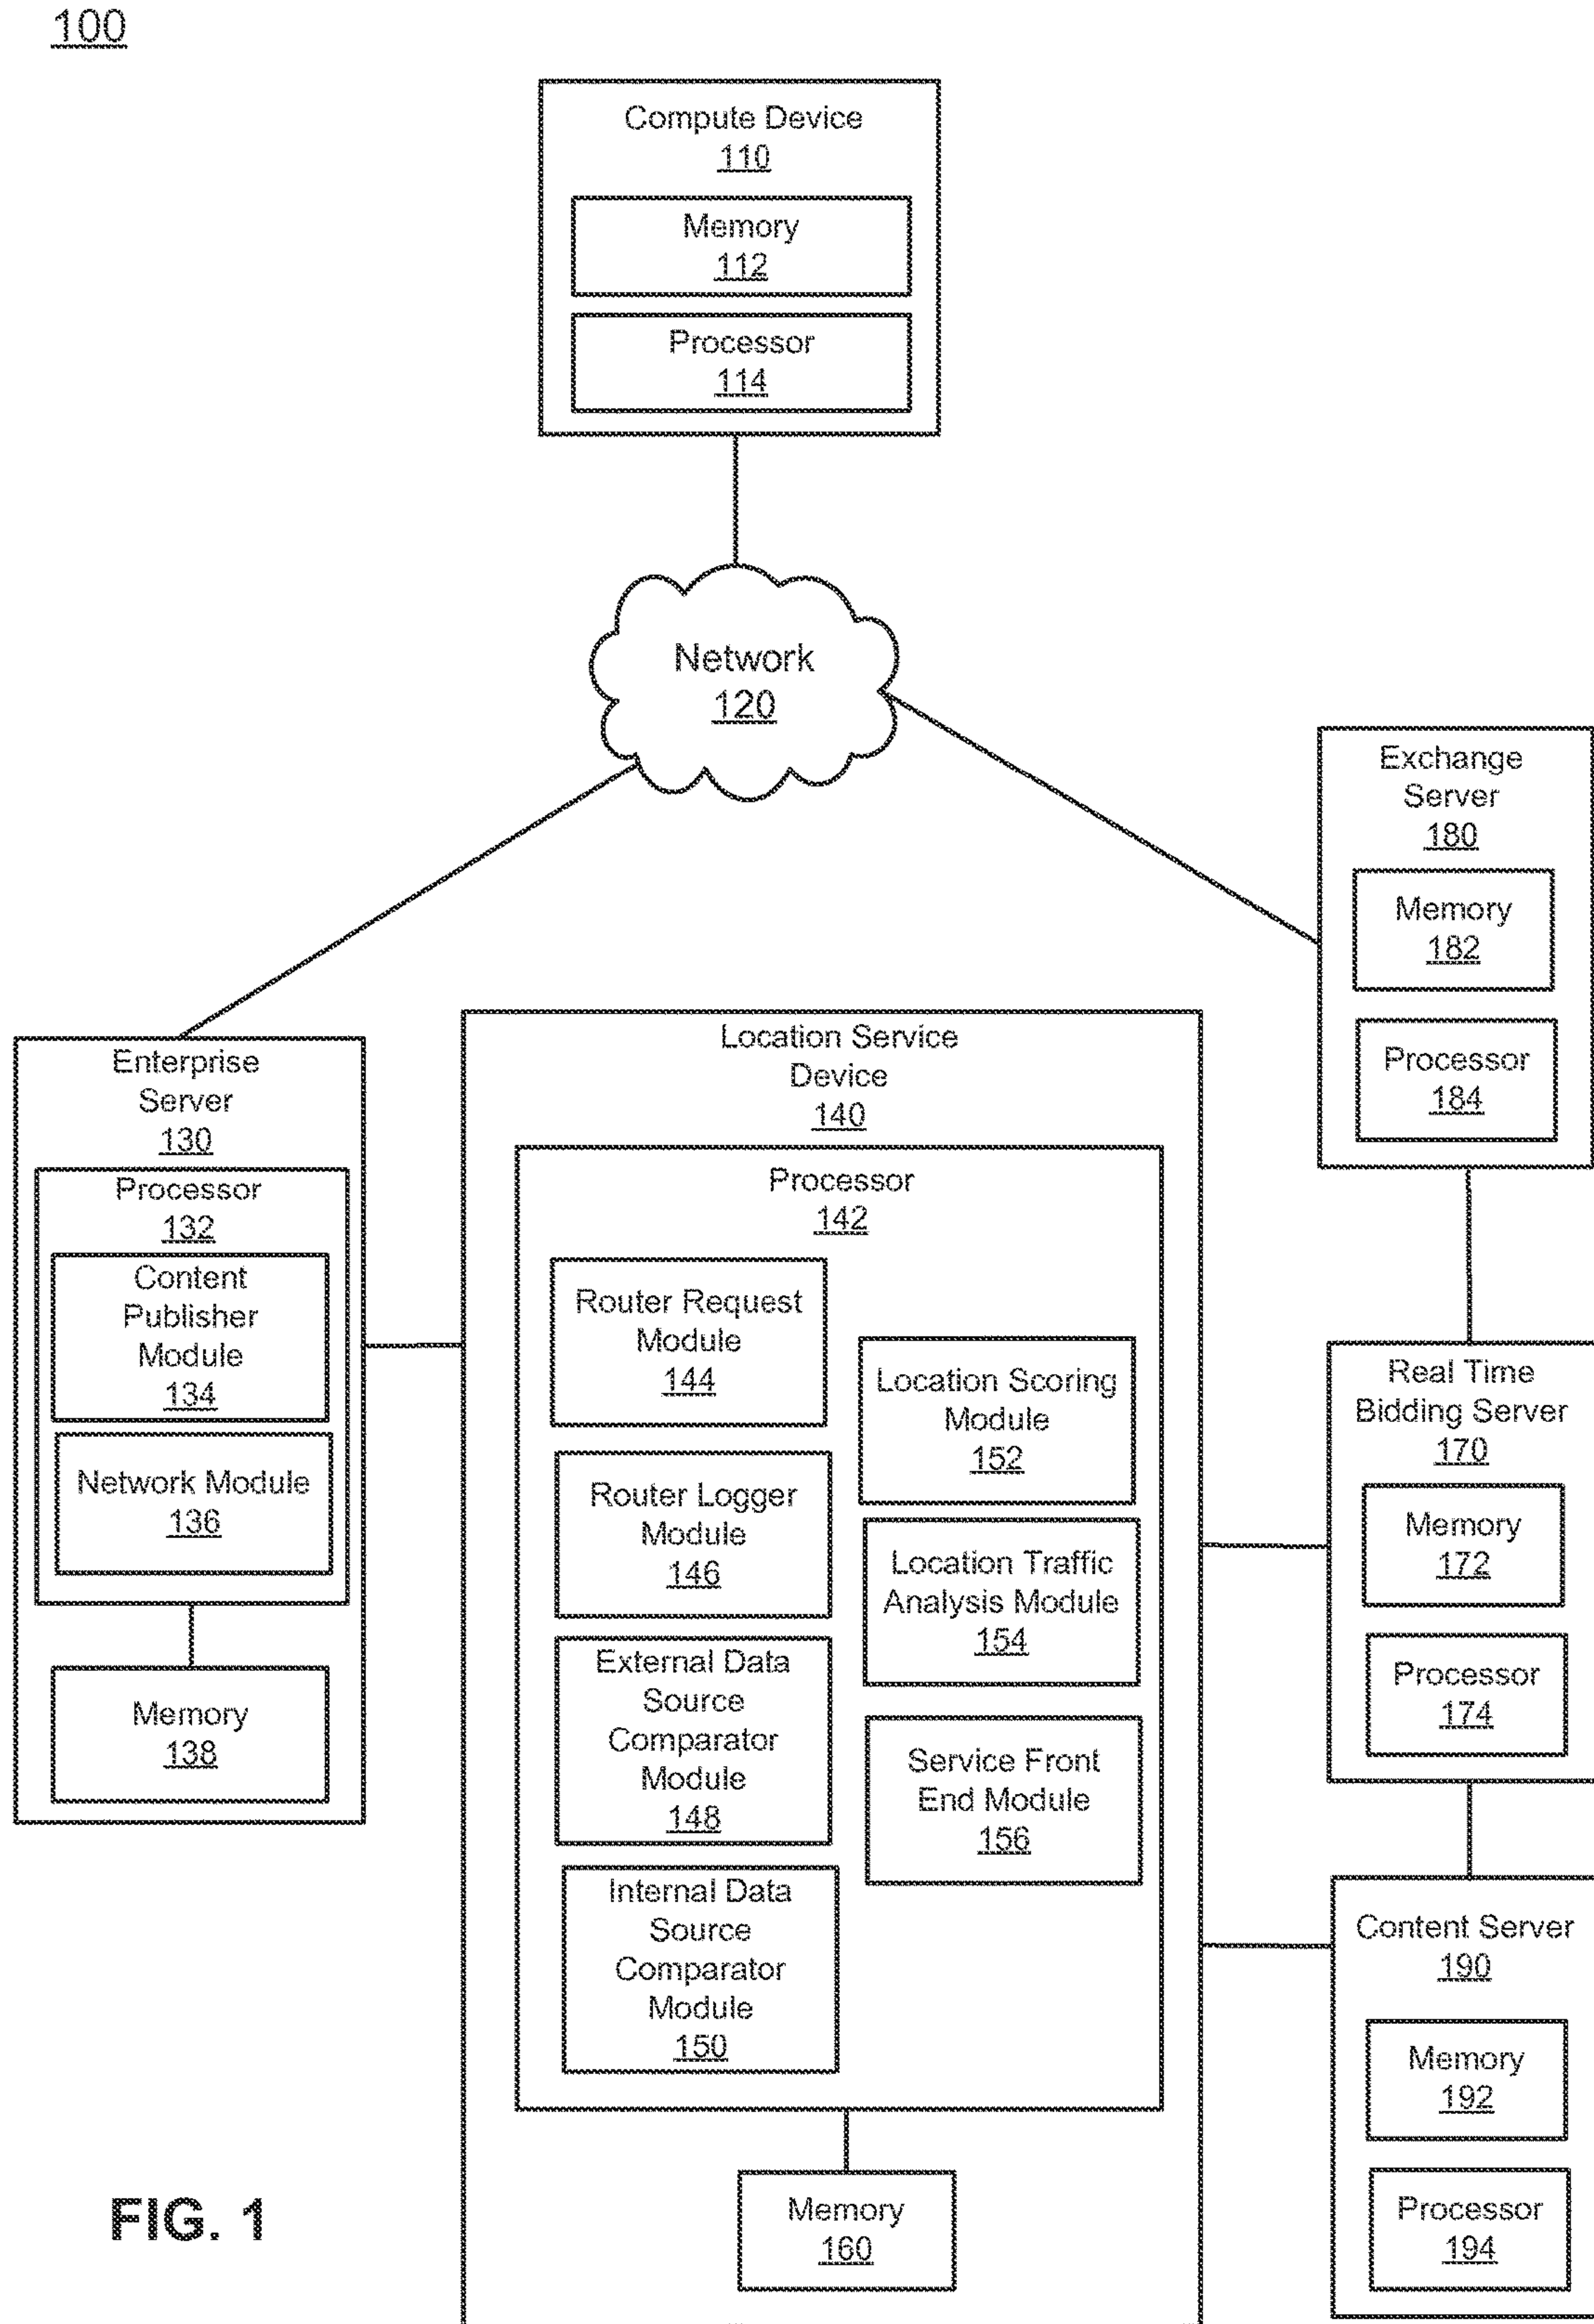 100
Compute Device
110
Memory
112
Processor
114
Network
120
Exchange
Server
180
Memory
182
Processor
184
Enterprise
Server
130
Processor
132
Content
Publisher
Module
134
Network Module
136
Memory
138
Location Service
Device
140
Processor
142
Router Request
Module
144
Router Logger
Module
146
External Data
Source
Comparator
Module
148
Internal Data
Source
Comparator
Module
150
Location Scoring
Module
152
Location Traffic
Analysis Module
154
Service Front
End Module
156
Memory
160
Real Time
Bidding Server
170
Memory
172
Processor
174
Content Server
190
Memory
192
Processor
194
FIG. 1